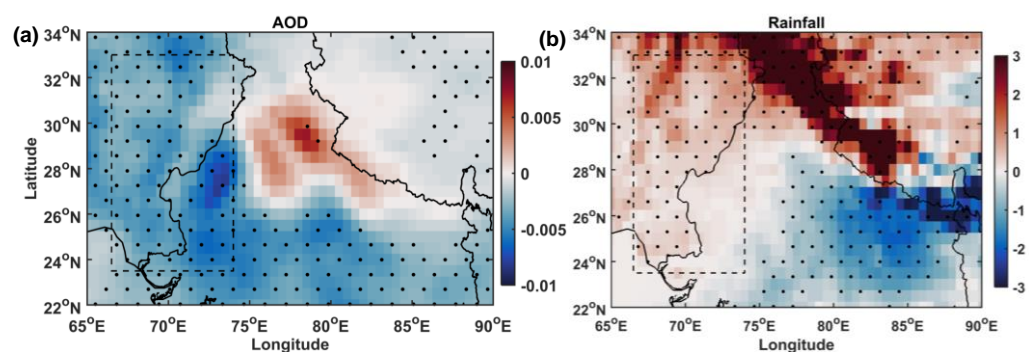 (a)
AOD
34°N
32°N
30°N
28°N
26°N
24°N
22°N
65°E 70°E 75°E 80°E 85°E 90°E
Latitude
Longitude
0.01
0.005
0
-0.005
-0.01
(b)
Rainfall
34°N
32°N
30°N
28°N
26°N
24°N
22°N
65°E 70°E 75°E 80°E 85°E 90°E
Longitude
3
2
1
0
-1
-2
-3